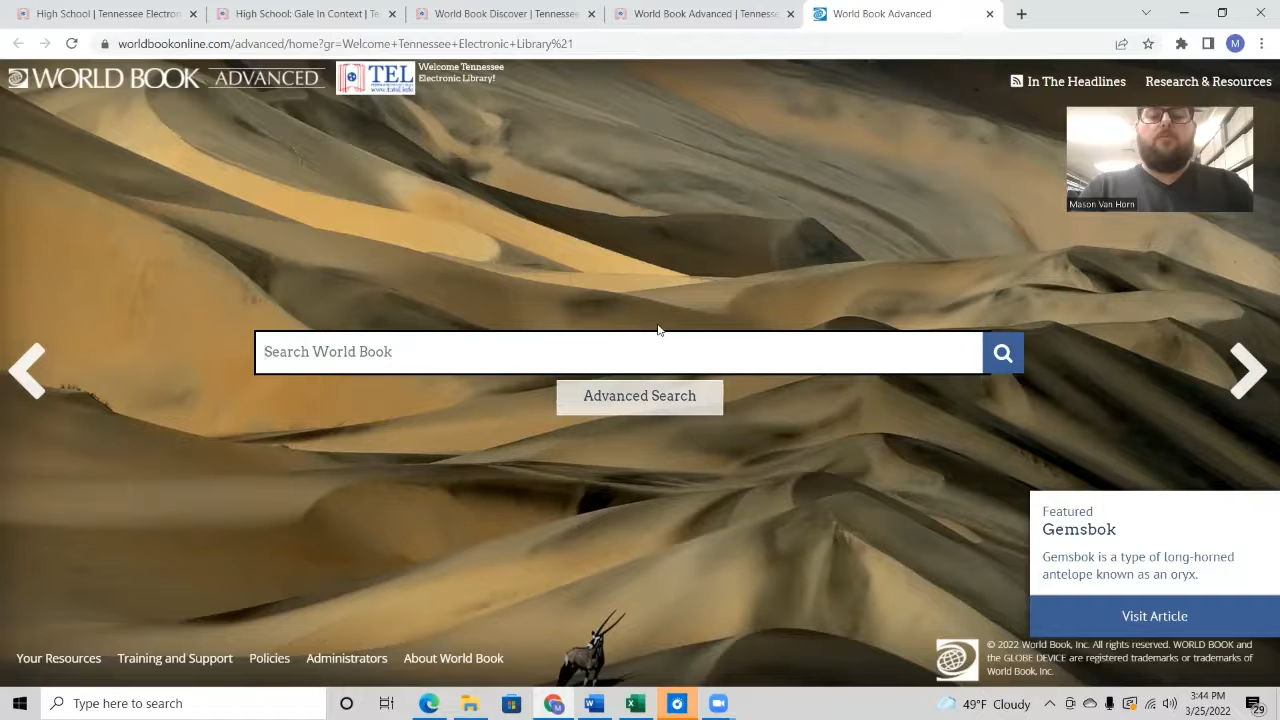 High School | Tennessee Electron
High School: Gale In Context | Te
World Book Discover | Tennessee
World Book Advanced | Tennesse
World Book Advanced
worldbookonline.com/advanced/home?gr=Welcome+Tennessee+Electronic+Library%21
M
WORLD BOOK ADVANCED
TEL
www.tntel.info
Welcome Tennessee
Electronic Library!
In The Headlines
Research & Resources
Mason Van Horn
Search World Book
Advanced Search
Featured
Gemsbok
Gemsbok is a type of long-horned
antelope known as an oryx.
Visit Article
Your Resources
Training and Support
Policies
Administrators
About World Book
© 2022 World Book, Inc. All rights reserved. WORLD BOOK and
the GLOBE DEVICE are registered trademarks or trademarks of
World Book, Inc.
Type here to search
49°F Cloudy
3:44 PM
3/25/2022
29